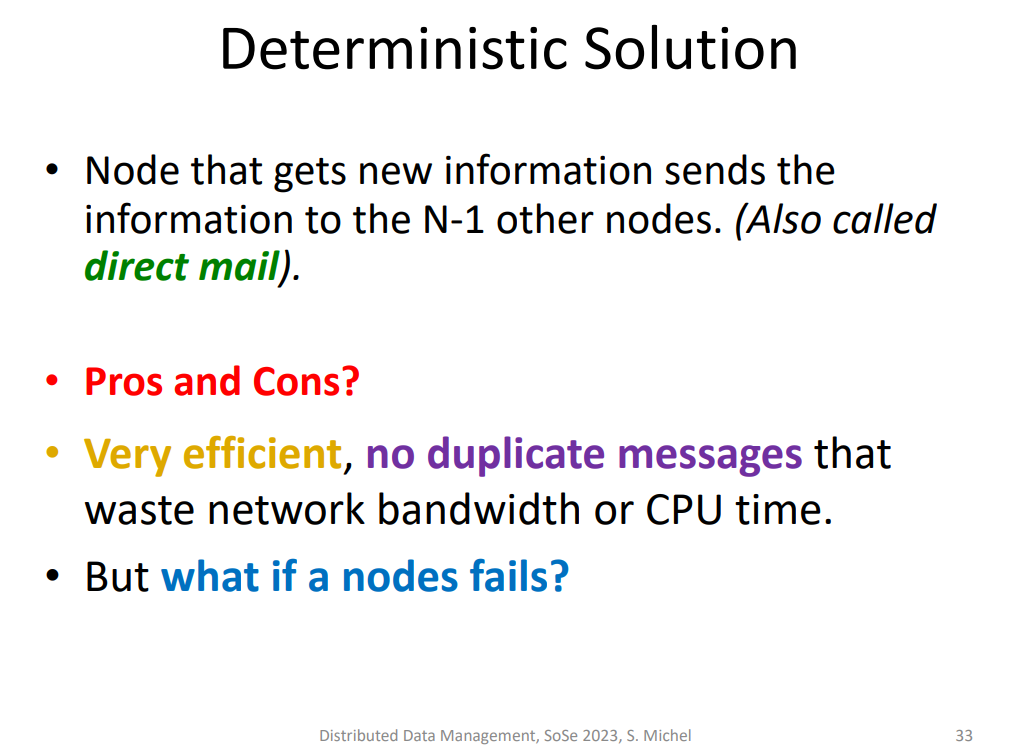 Deterministic Solution
• Node that gets new information sends the
information to the N-1 other nodes. (Also called
direct mail).
• Pros and Cons?
• Very efficient, no duplicate messages that
waste network bandwidth or CPU time.
• But what if a nodes fails?
Distributed Data Management, SoSe 2023, S. Michel 33